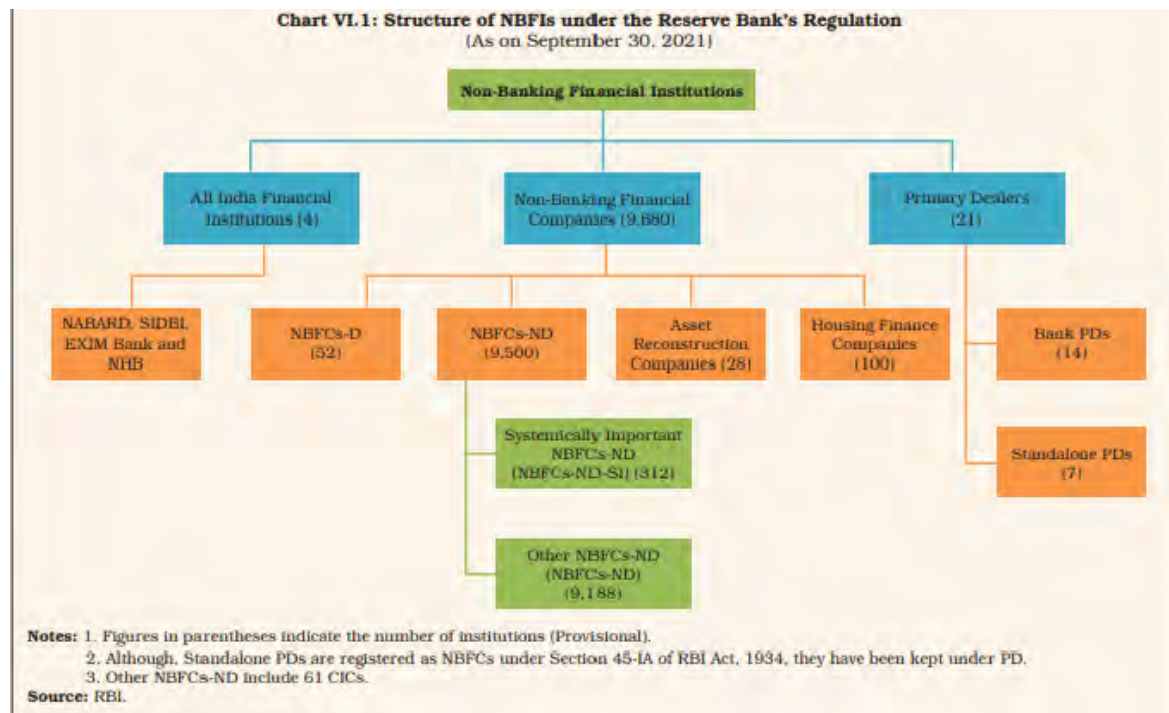 Chart VI.1: Structure of NBFIs under the Reserve Bank's Regulation
(As on September 30, 2021)
Non-Banking Financial Institutions
All India Financial
Institutions (4)
Non-Banking Financial
Companies (9,680)
Primary Dealers
(21)
NABARD, SIDBI,
EXIM Bank and
NHB
NBFCs-D
(52)
NBFCs-ND
(9,500)
Asset
Reconstruction
Companies (28)
Housing Finance
Companies
(100)
Bank PDs
(14)
Systemically Important
NBFCs-ND
(NBFCs-ND-SI) (312)
Standalone PDs
(7)
Other NBFCs-ND
(NBFCs-ND)
(9,188)
Notes: 1. Figures in parentheses indicate the number of institutions (Provisional).
2. Although, Standalone PDs are registered as NBFCs under Section 45-IA of RBI Act, 1934, they have been kept under PD.
3. Other NBFCs-ND include 61 CICs.
Source: RBI.